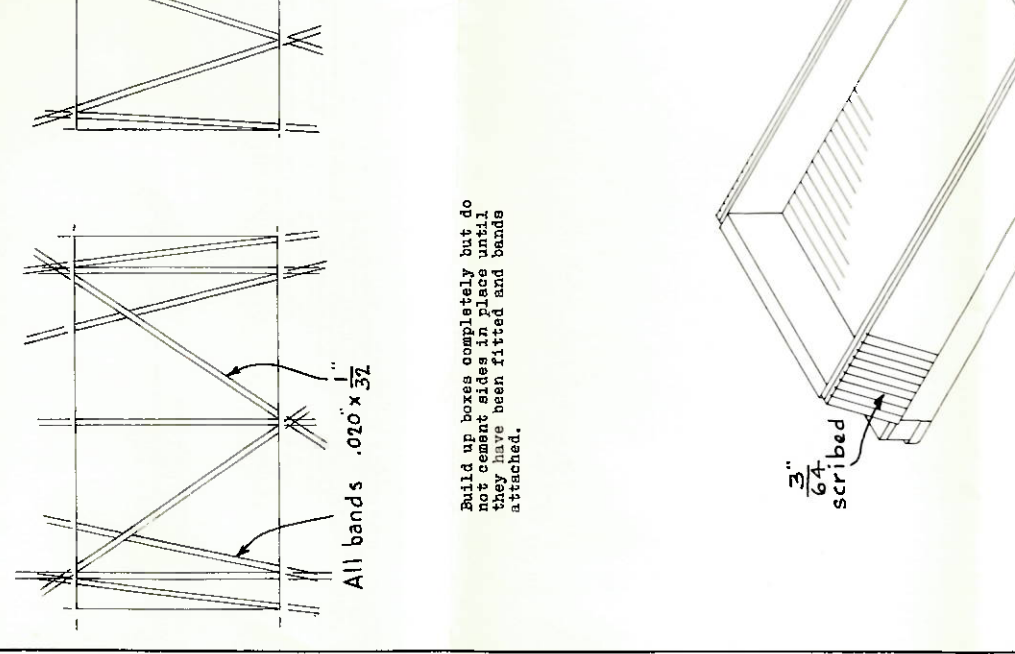 All bands .020" x 1/32"
Build up boxes completely but do
not cement sides in place until
they have been fitted and bands
attached.
3/64"
scribed